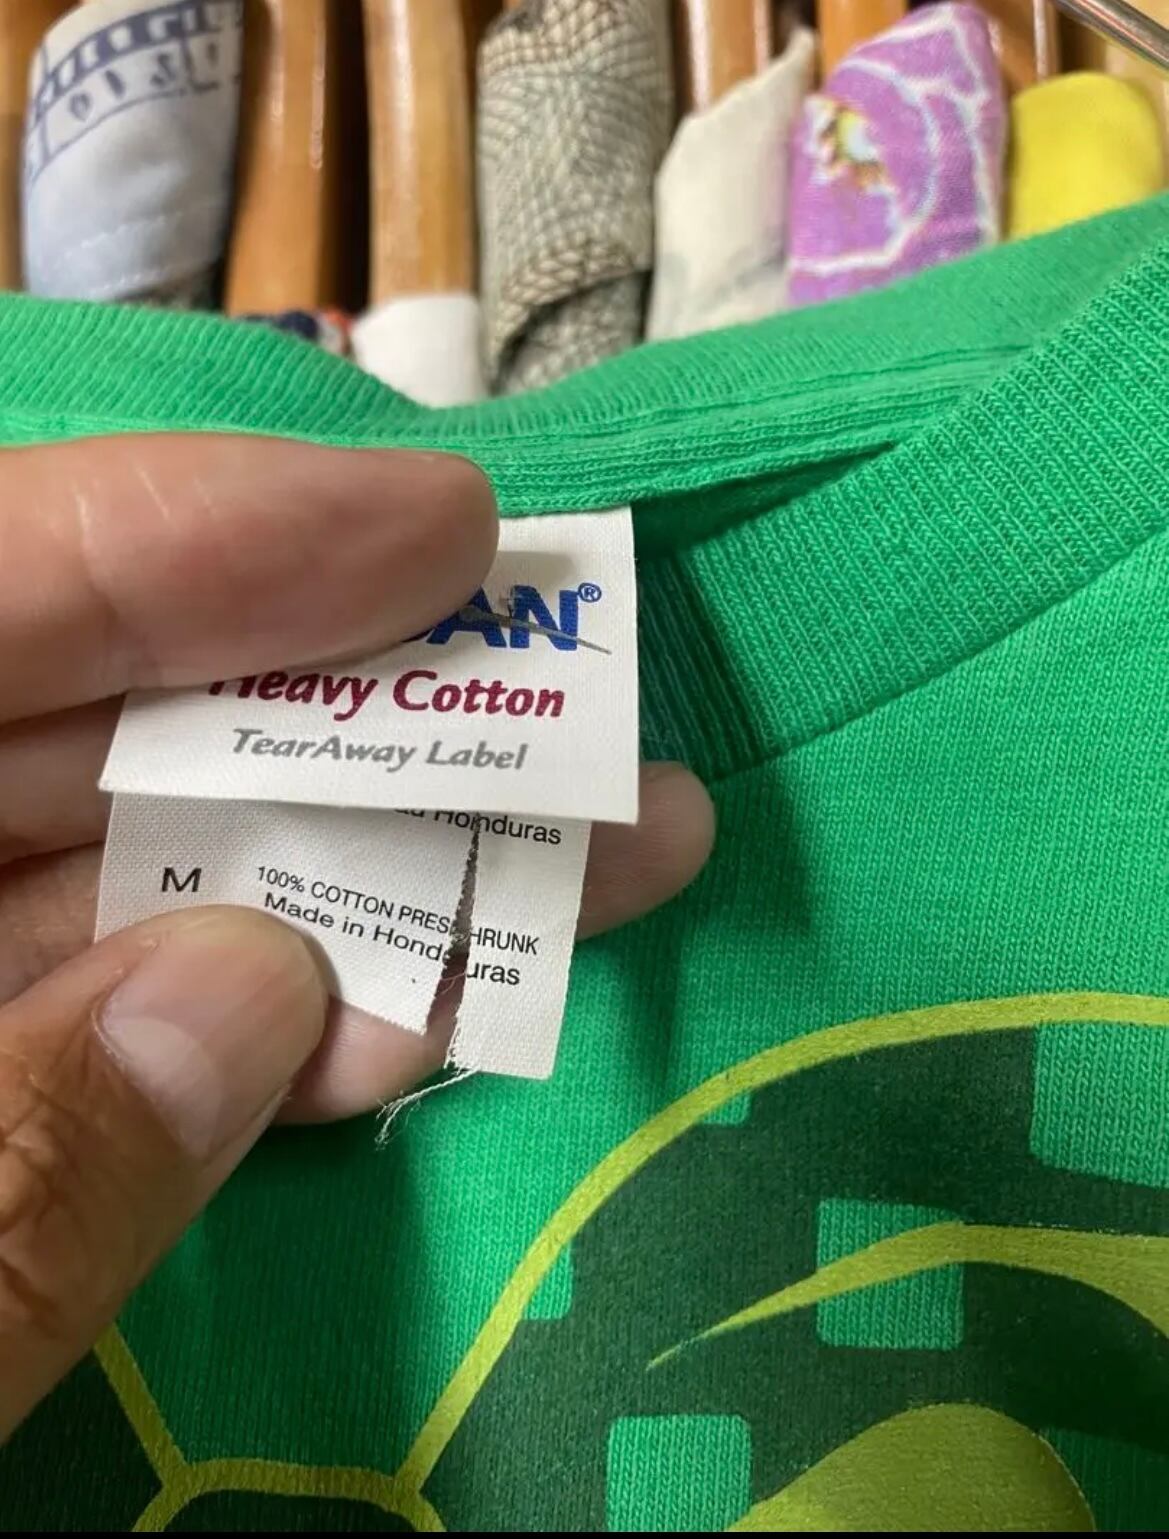 AN®
Heavy Cotton
TearAway Label
Honduras
M
100% COTTON PRESHRUNK
Made in Honduras